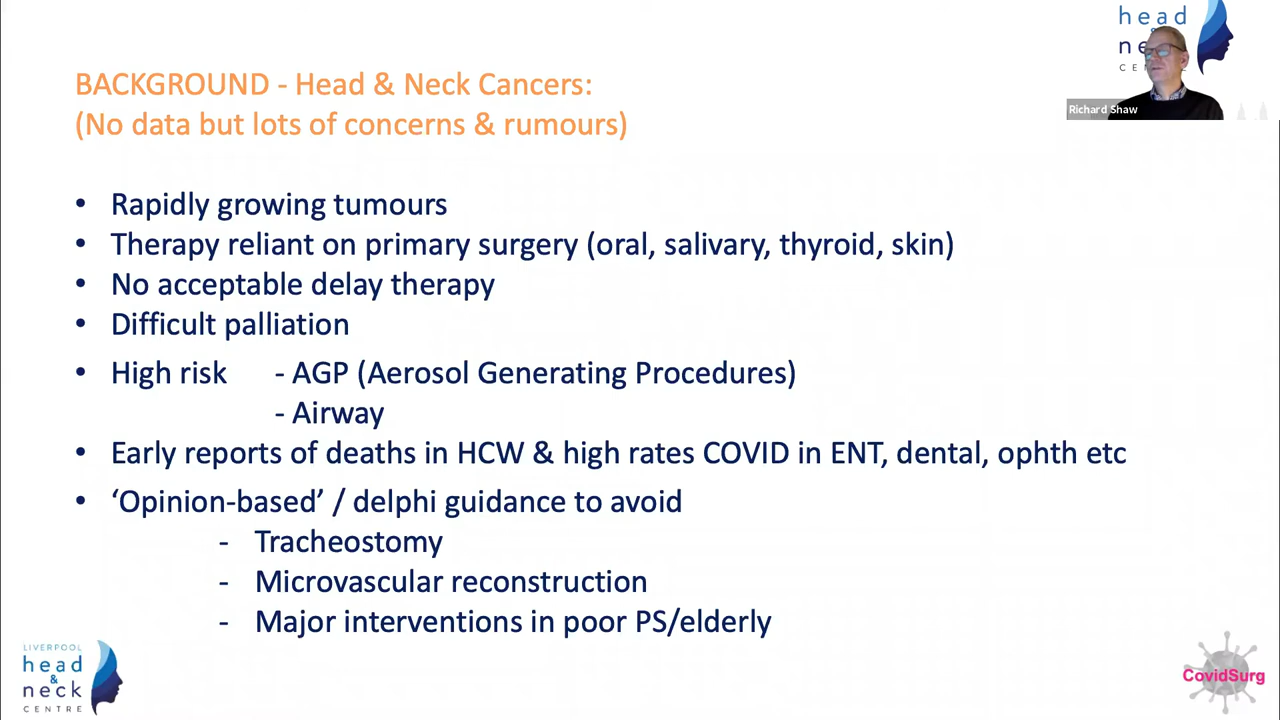 head
&
ne
CE
Richard Shaw
BACKGROUND - Head & Neck Cancers:
(No data but lots of concerns & rumours)
• Rapidly growing tumours
• Therapy reliant on primary surgery (oral, salivary, thyroid, skin)
• No acceptable delay therapy
• Difficult palliation
• High risk - AGP (Aerosol Generating Procedures)
- Airway
• Early reports of deaths in HCW & high rates COVID in ENT, dental, ophth etc
• ‘Opinion-based’ / delphi guidance to avoid
- Tracheostomy
- Microvascular reconstruction
- Major interventions in poor PS/elderly
LIVERPOOL
head
&
neck
CENTRE
CovidSurg